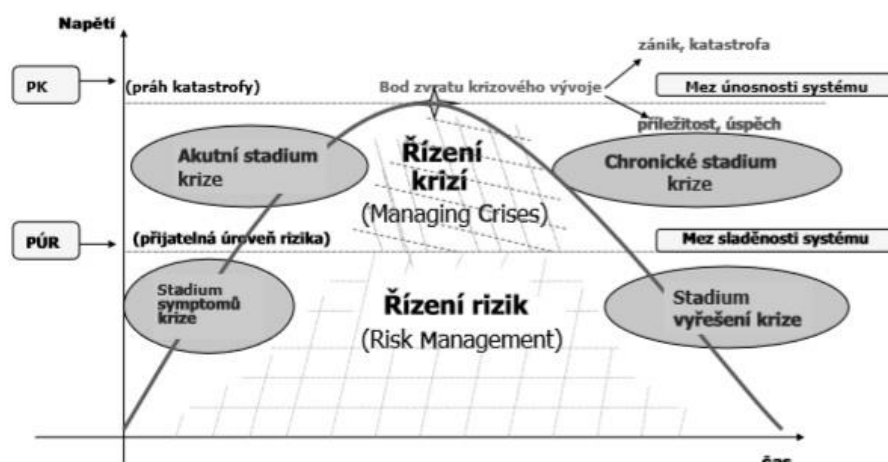 Napětí
zánik, katastrofa
PK
(práh katastrofy)
Bod zvratu krizového vývoje
Mez únosnosti systému
příležitost, úspěch
Akutní stadium
krize
Řízení
krizí
(Managing Crises)
Chronické stadium
krize
PÚR
(přijatelná úroveň rizika)
Mez sladěnosti systému
Stadium
symptomů
krize
Řízení rizik
(Risk Management)
Stadium
vyřešení krize
čas